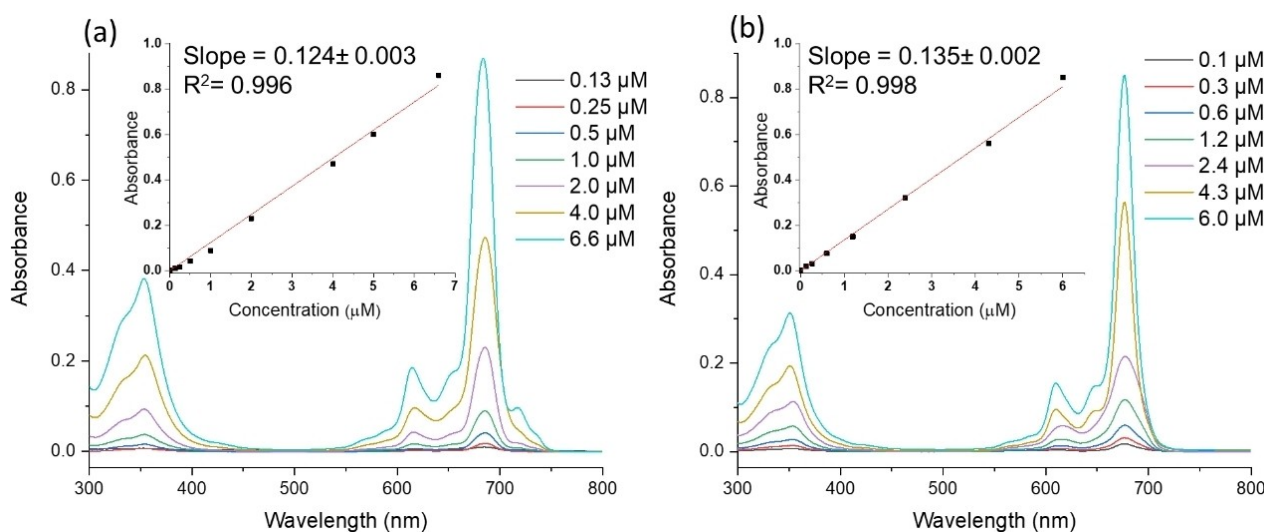 (a)
Slope = 0.124± 0.003
R²= 0.996
1.0
0.8
0.6
0.4
0.2
0.0
Absorbance
0 1 2 3 4 5 6 7
Concentration (µM)
0.13 µM
0.25 µM
0.5 µM
1.0 µM
2.0 µM
4.0 µM
6.6 µM
0.8
0.6
0.4
0.2
0.0
Absorbance
300 400 500 600 700 800
Wavelength (nm)
(b)
Slope = 0.135± 0.002
R²= 0.998
1.0
0.8
0.6
0.4
0.2
0.0
Absorbance
0 1 2 3 4 5 6
Concentration (µM)
0.1 µM
0.3 µM
0.6 µM
1.2 µM
2.4 µM
4.3 µM
6.0 µM
0.8
0.6
0.4
0.2
0.0
Absorbance
300 400 500 600 700 800
Wavelength (nm)